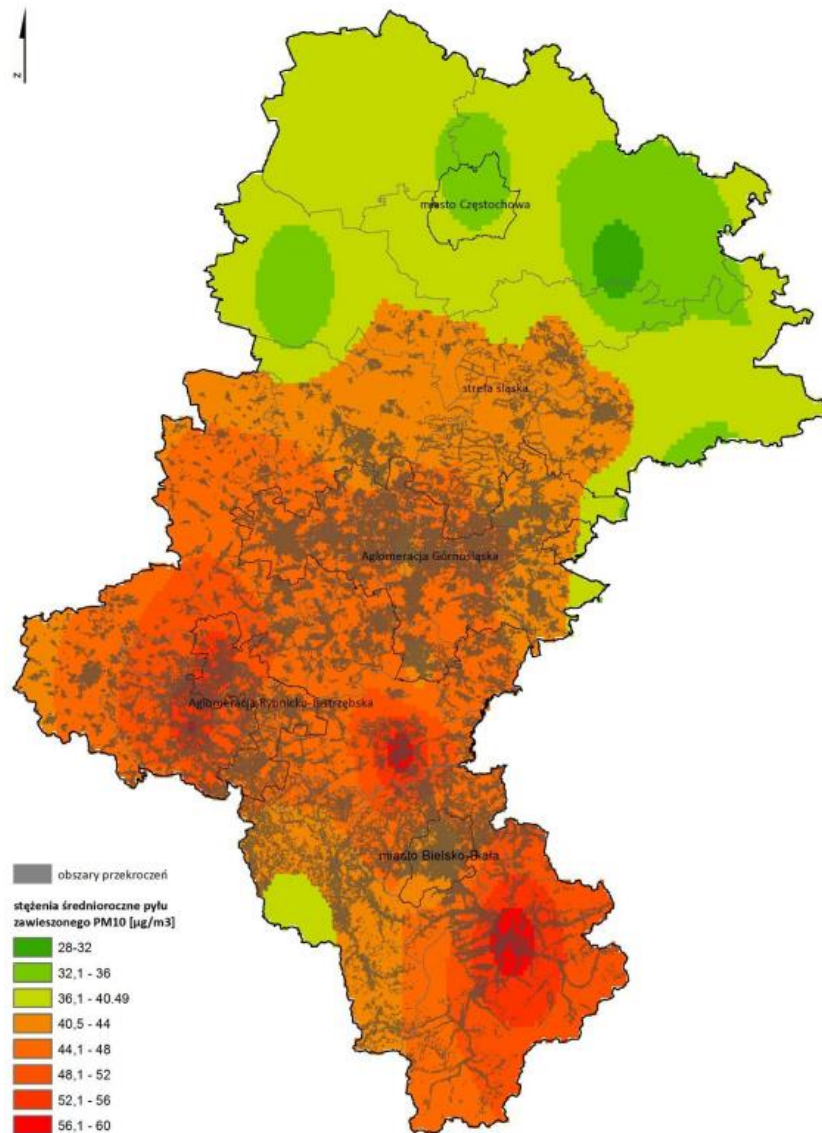 N
miasto Częstochowa
strefa śląska
Aglomeracja Górnośląska
Aglomeracja Rybnicko-Jastrzębska
miasto Bielsko-Biała
obszary przekroczeń
stężenia średnioroczne pyłu
zawieszonego PM10 [µg/m3]
28-32
32,1 - 36
36,1 - 40.49
40,5 - 44
44,1 - 48
48,1 - 52
52,1 - 56
56,1 - 60